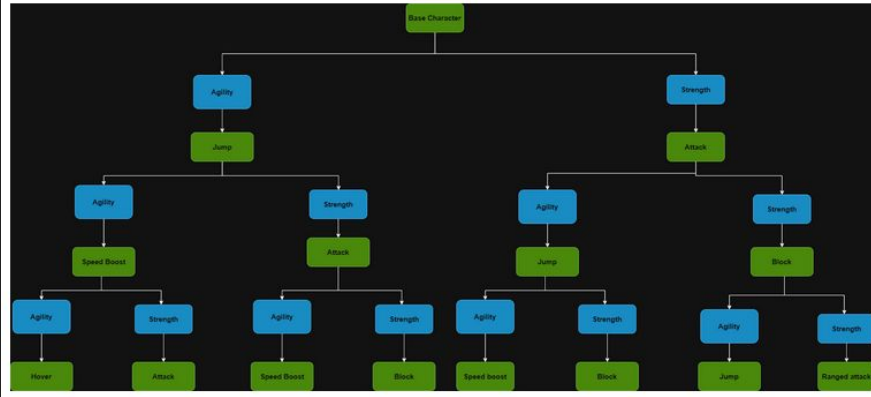 Base Character
Agility
Strength
Jump
Attack
Agility
Strength
Agility
Strength
Speed Boost
Attack
Jump
Block
Agility
Strength
Agility
Strength
Agility
Strength
Agility
Strength
Hover
Attack
Speed Boost
Block
Speed boost
Block
Jump
Ranged attack